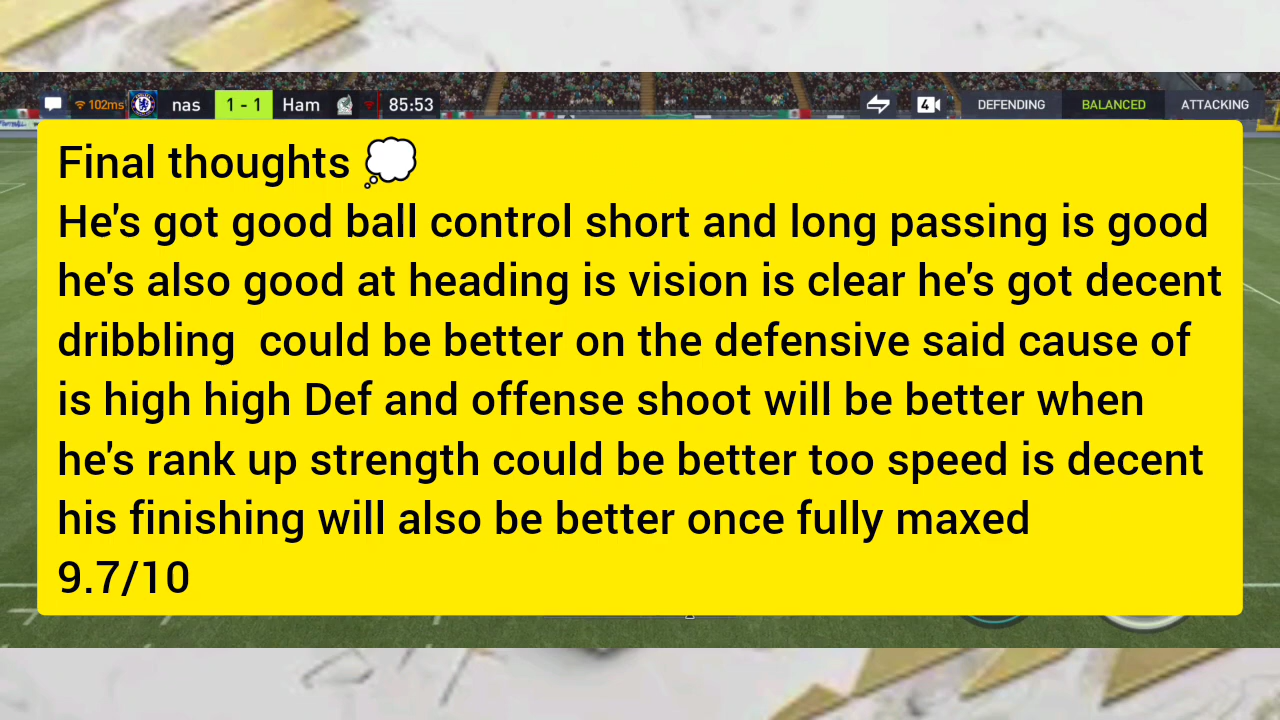 102ms nas 1 - 1 Ham 85:53 4 DEFENDING BALANCED ATTACKING
Final thoughts 💭
He's got good ball control short and long passing is good
he's also good at heading is vision is clear he's got decent
dribbling  could be better on the defensive said cause of
is high high Def and offense shoot will be better when
he's rank up strength could be better too speed is decent
his finishing will also be better once fully maxed
9.7/10